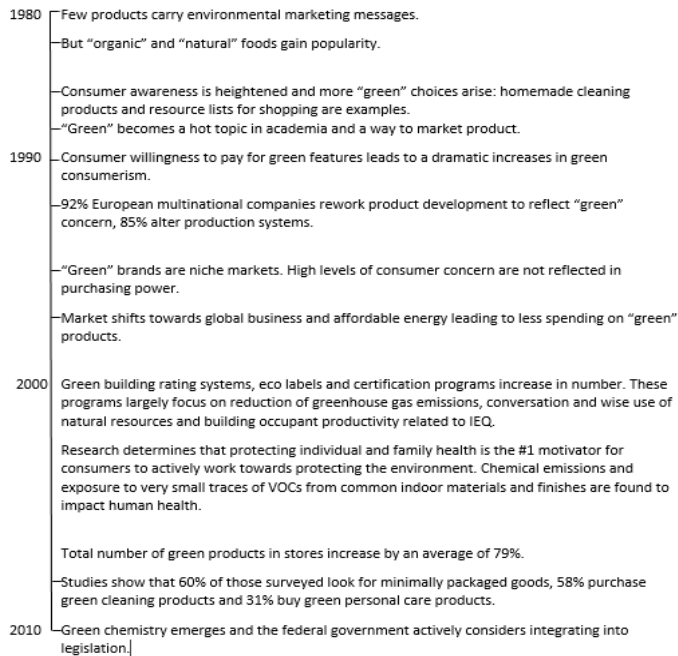 1980 Few products carry environmental marketing messages.
But “organic” and “natural” foods gain popularity.
Consumer awareness is heightened and more “green” choices arise: homemade cleaning
products and resource lists for shopping are examples.
“Green” becomes a hot topic in academia and a way to market product.
1990 Consumer willingness to pay for green features leads to a dramatic increases in green
consumerism.
92% European multinational companies rework product development to reflect “green”
concern, 85% alter production systems.
“Green” brands are niche markets. High levels of consumer concern are not reflected in
purchasing power.
Market shifts towards global business and affordable energy leading to less spending on “green”
products.
2000 Green building rating systems, eco labels and certification programs increase in number. These
programs largely focus on reduction of greenhouse gas emissions, conversation and wise use of
natural resources and building occupant productivity related to IEQ.
Research determines that protecting individual and family health is the #1 motivator for
consumers to actively work towards protecting the environment. Chemical emissions and
exposure to very small traces of VOCs from common indoor materials and finishes are found to
impact human health.
Total number of green products in stores increase by an average of 79%.
Studies show that 60% of those surveyed look for minimally packaged goods, 58% purchase
green cleaning products and 31% buy green personal care products.
2010 Green chemistry emerges and the federal government actively considers integrating into
legislation.